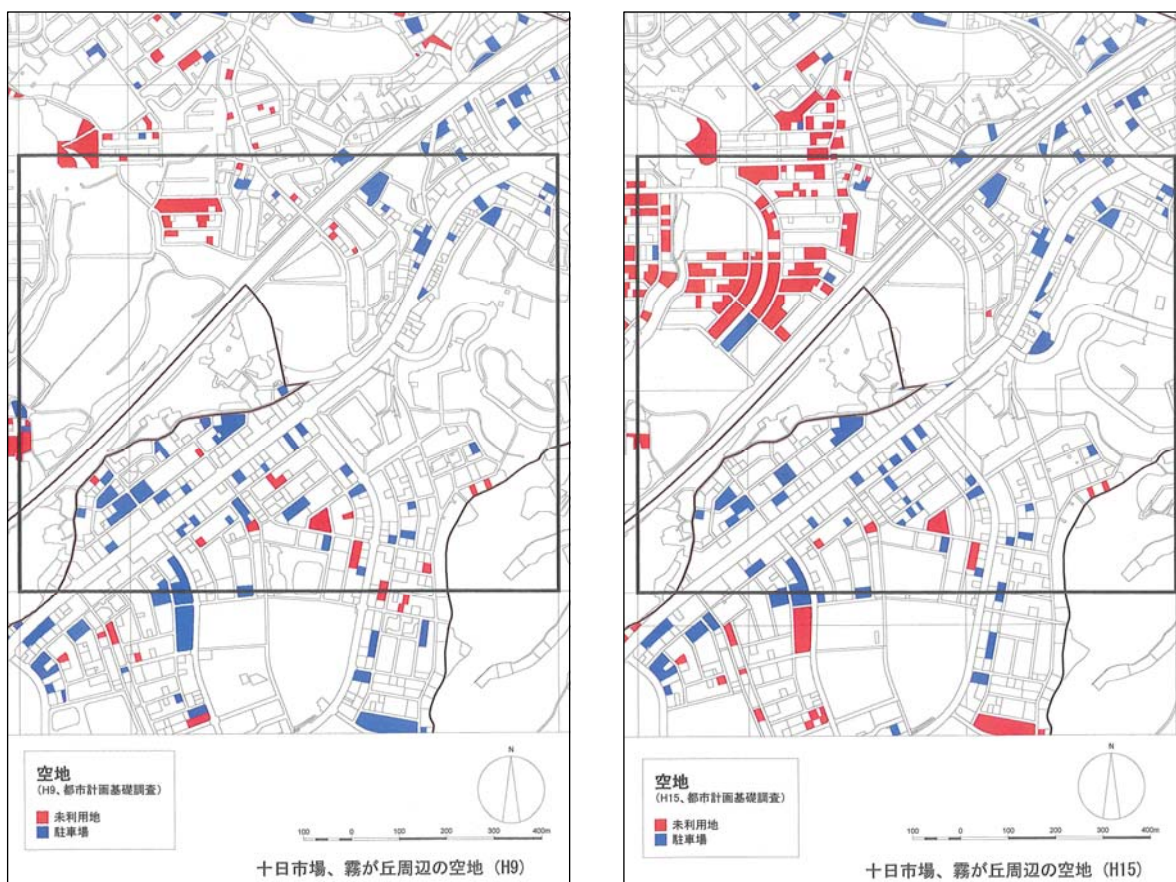 N
空地
(H9、都市計画基礎調査)
未利用地
駐車場
100 0 100 200 300 400m
十日市場、霧が丘周辺の空地 (H9)
N
空地
(H15、都市計画基礎調査)
未利用地
駐車場
100 0 100 200 300 400m
十日市場、霧が丘周辺の空地 (H15)